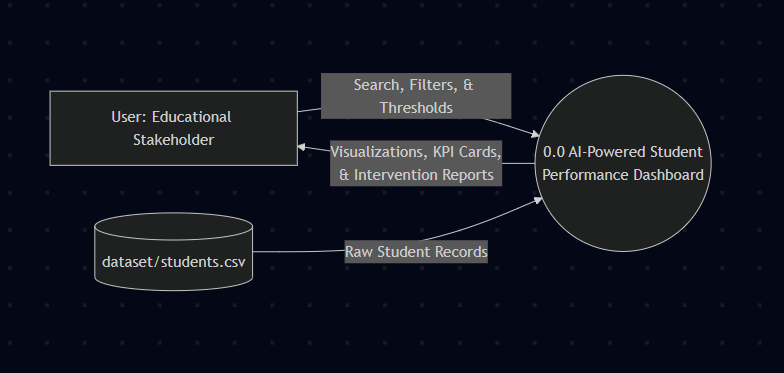 Search, Filters, &
Thresholds
User: Educational
Stakeholder
Visualizations, KPI Cards,
& Intervention Reports
0.0 AI-Powered Student
Performance Dashboard
dataset/students.csv
Raw Student Records